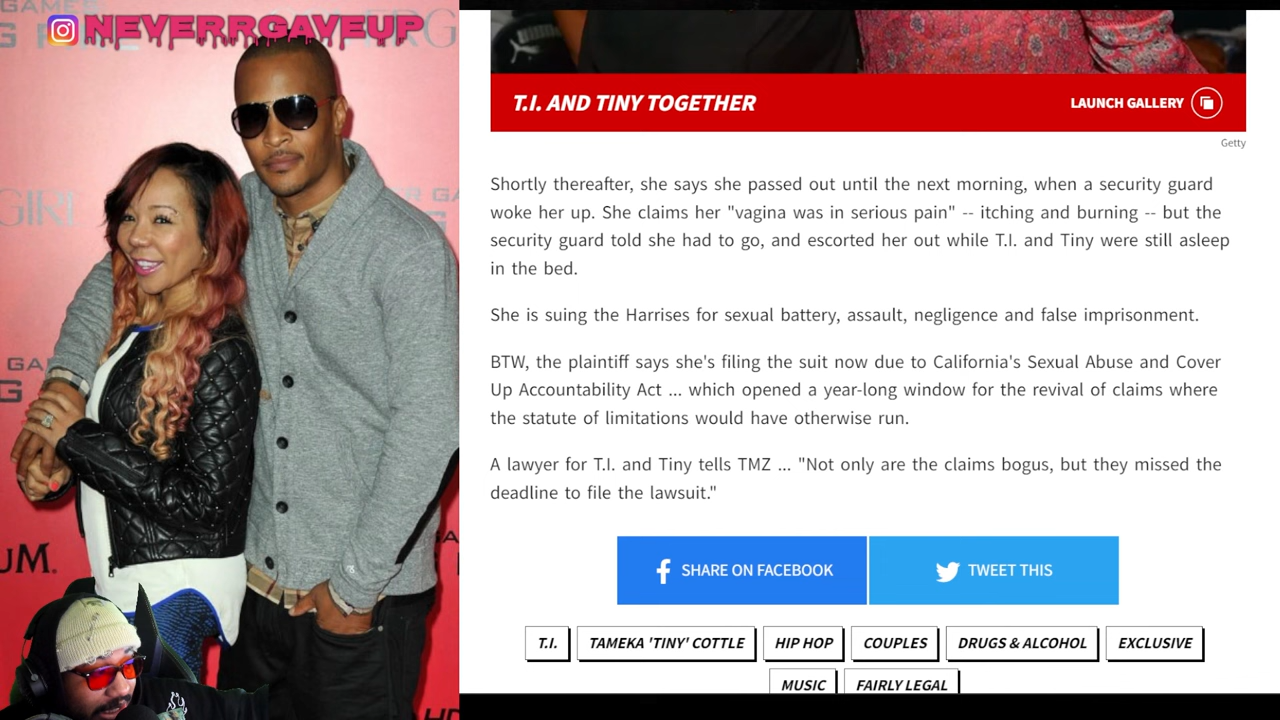 NEVERRGAVEUP
T.I. AND TINY TOGETHER
LAUNCH GALLERY
Getty
Shortly thereafter, she says she passed out until the next morning, when a security guard
woke her up. She claims her "vagina was in serious pain" -- itching and burning -- but the
security guard told she had to go, and escorted her out while T.I. and Tiny were still asleep
in the bed.
She is suing the Harrises for sexual battery, assault, negligence and false imprisonment.
BTW, the plaintiff says she's filing the suit now due to California's Sexual Abuse and Cover
Up Accountability Act ... which opened a year-long window for the revival of claims where
the statute of limitations would have otherwise run.
A lawyer for T.I. and Tiny tells TMZ ... "Not only are the claims bogus, but they missed the
deadline to file the lawsuit."
SHARE ON FACEBOOK
TWEET THIS
T.I.
TAMEKA 'TINY' COTTLE
HIP HOP
COUPLES
DRUGS & ALCOHOL
EXCLUSIVE
MUSIC
FAIRLY LEGAL